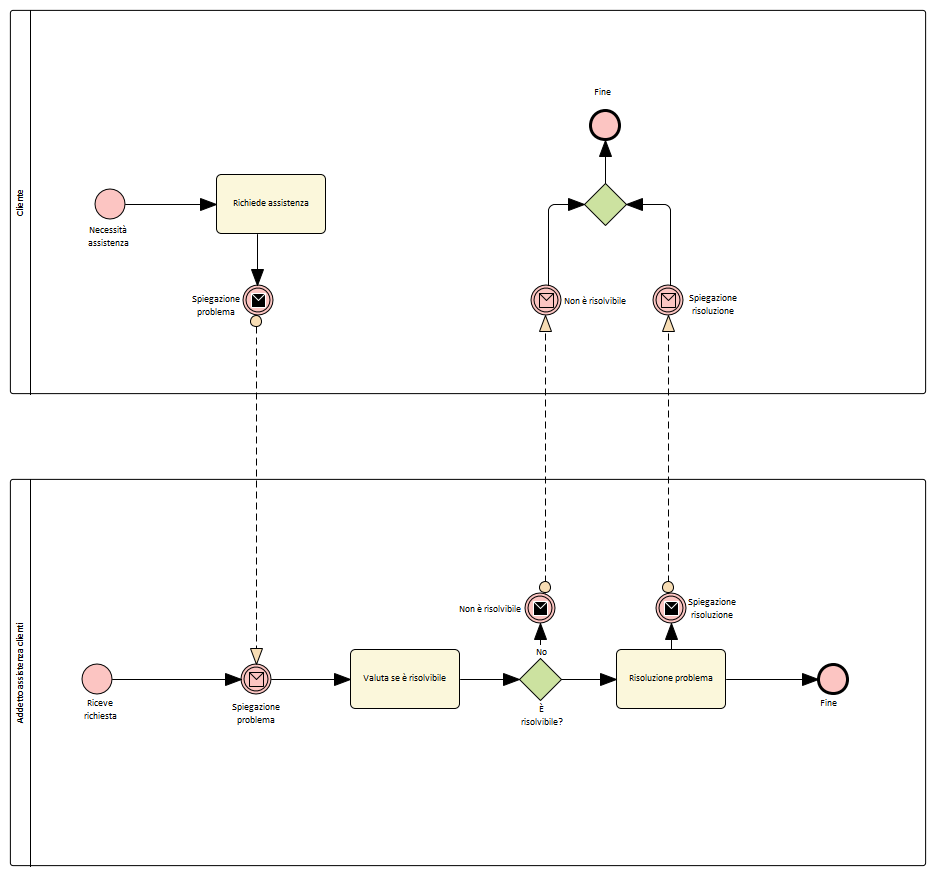 Cliente
Fine
Richiede assistenza
Necessità
assistenza
Spiegazione
problema
Non è risolvibile
Spiegazione
risoluzione
Addetto assistenza clienti
Non è risolvibile
Spiegazione
risoluzione
No
Valuta se è risolvibile
Risoluzione problema
Riceve
richiesta
Spiegazione
problema
È
risolvibile?
Fine